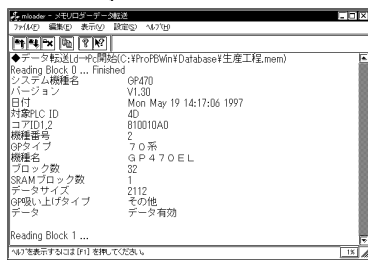 mloader - メモリローダーデータ転送
ファイル(F) 編集(E) 表示(V) 設定(S) ヘルプ(H)
◆データ転送Ld→Pc開始(C:¥ProPBWin¥Database¥生産工程.mem)
Reading Block 0 ... Finished
システム機種名 GP470
バージョン V1.30
日付 Mon May 19 14:17:06 1997
対象PLC ID 4D
コアID1,2 810010A0
機種番号 2
GPタイプ 70系
機種名 GP470EL
ブロック数 32
SRAMブロック数 1
データサイズ 2112
GP吸い上げタイプ その他
データ データ有効
Reading Block 1 ...
ヘルプを表示するには [F1] を押してください。 1%